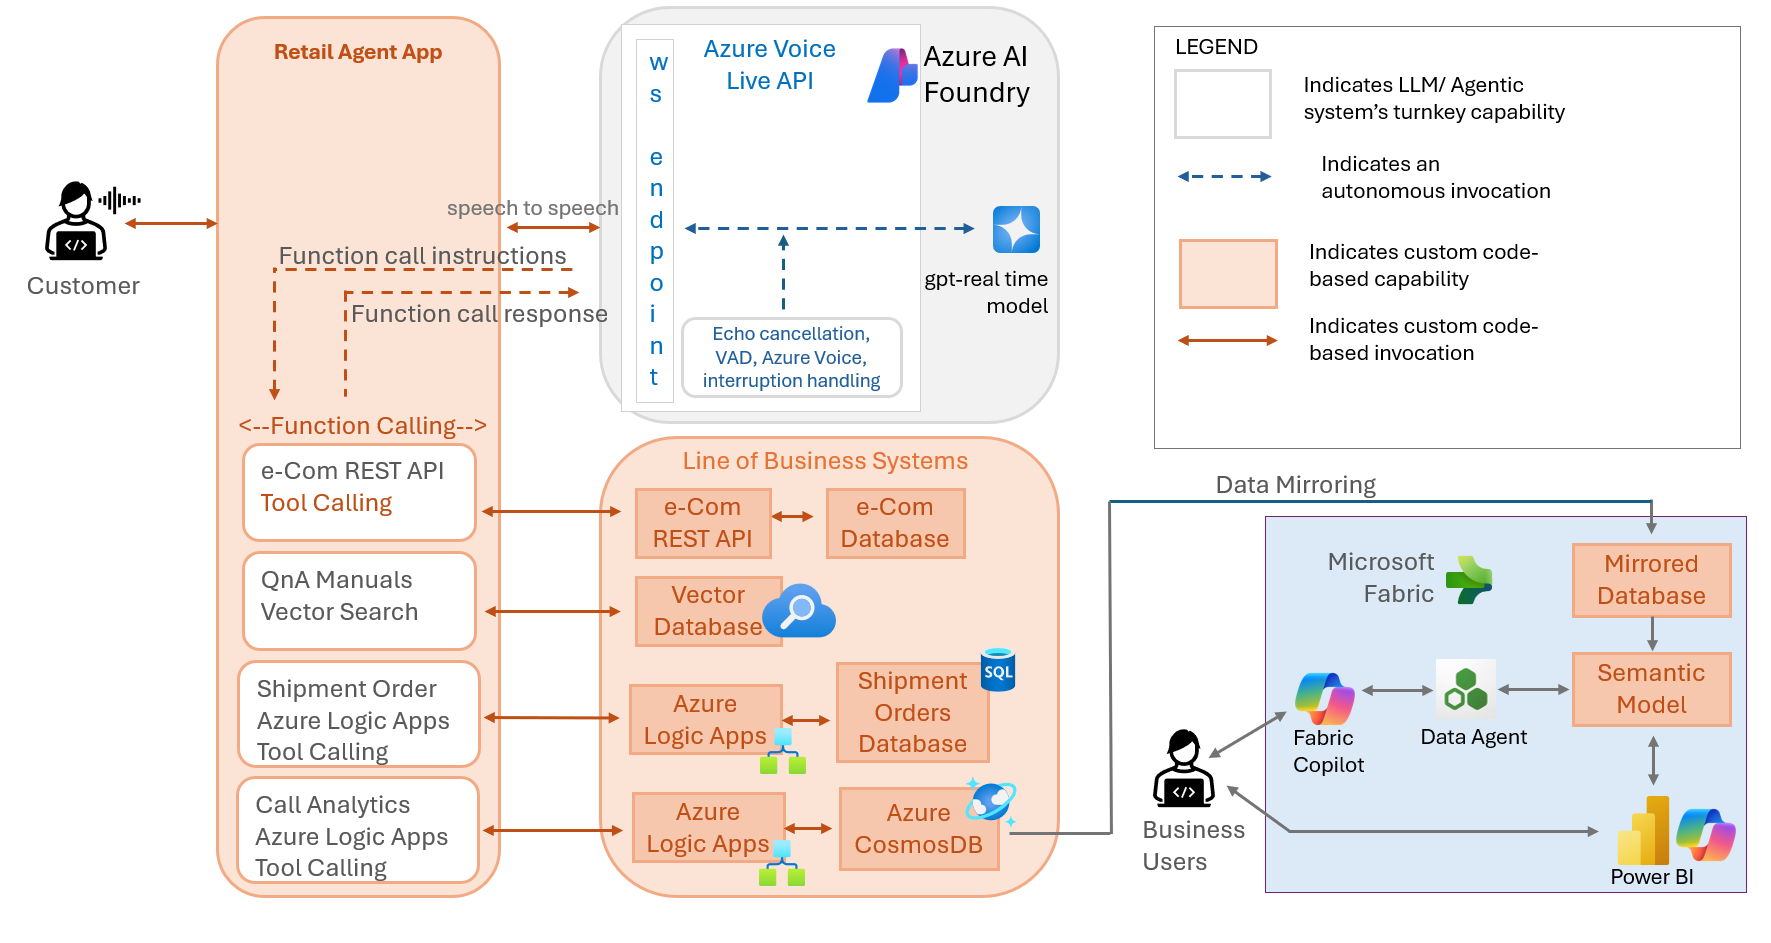 Retail Agent App
Customer
speech to speech
Function call instructions
Function call response
<--Function Calling-->
e-Com REST API
Tool Calling
QnA Manuals
Vector Search
Shipment Order
Azure Logic Apps
Tool Calling
Call Analytics
Azure Logic Apps
Tool Calling
ws endpoint
Azure Voice
Live API
Azure AI
Foundry
gpt-real time
model
Echo cancellation,
VAD, Azure Voice,
interruption handling
Line of Business Systems
e-Com
REST API
e-Com
Database
Vector
Database
Azure
Logic Apps
Shipment
Orders
Database
SQL
Azure
Logic Apps
Azure
CosmosDB
LEGEND
Indicates LLM/ Agentic
system's turnkey capability
Indicates an
autonomous invocation
Indicates custom code-
based capability
Indicates custom code-
based invocation
Data Mirroring
Microsoft
Fabric
Mirrored
Database
Semantic
Model
Fabric
Copilot
Data Agent
Business
Users
Power BI